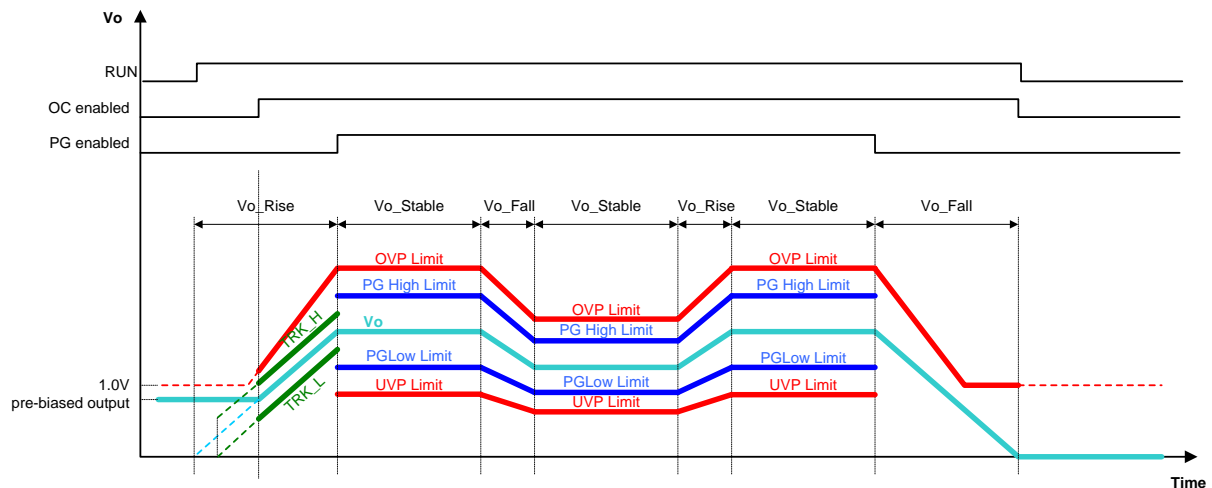 Vo
RUN
OC enabled
PG enabled
Vo_Rise
Vo_Stable
Vo_Fall
Vo_Stable
Vo_Rise
Vo_Stable
Vo_Fall
OVP Limit
OVP Limit
PG High Limit
PG High Limit
OVP Limit
TRK_H
Vo
PG High Limit
PGLow Limit
PGLow Limit
1.0V
TRK_L
UVP Limit
PGLow Limit
UVP Limit
pre-biased output
UVP Limit
Time